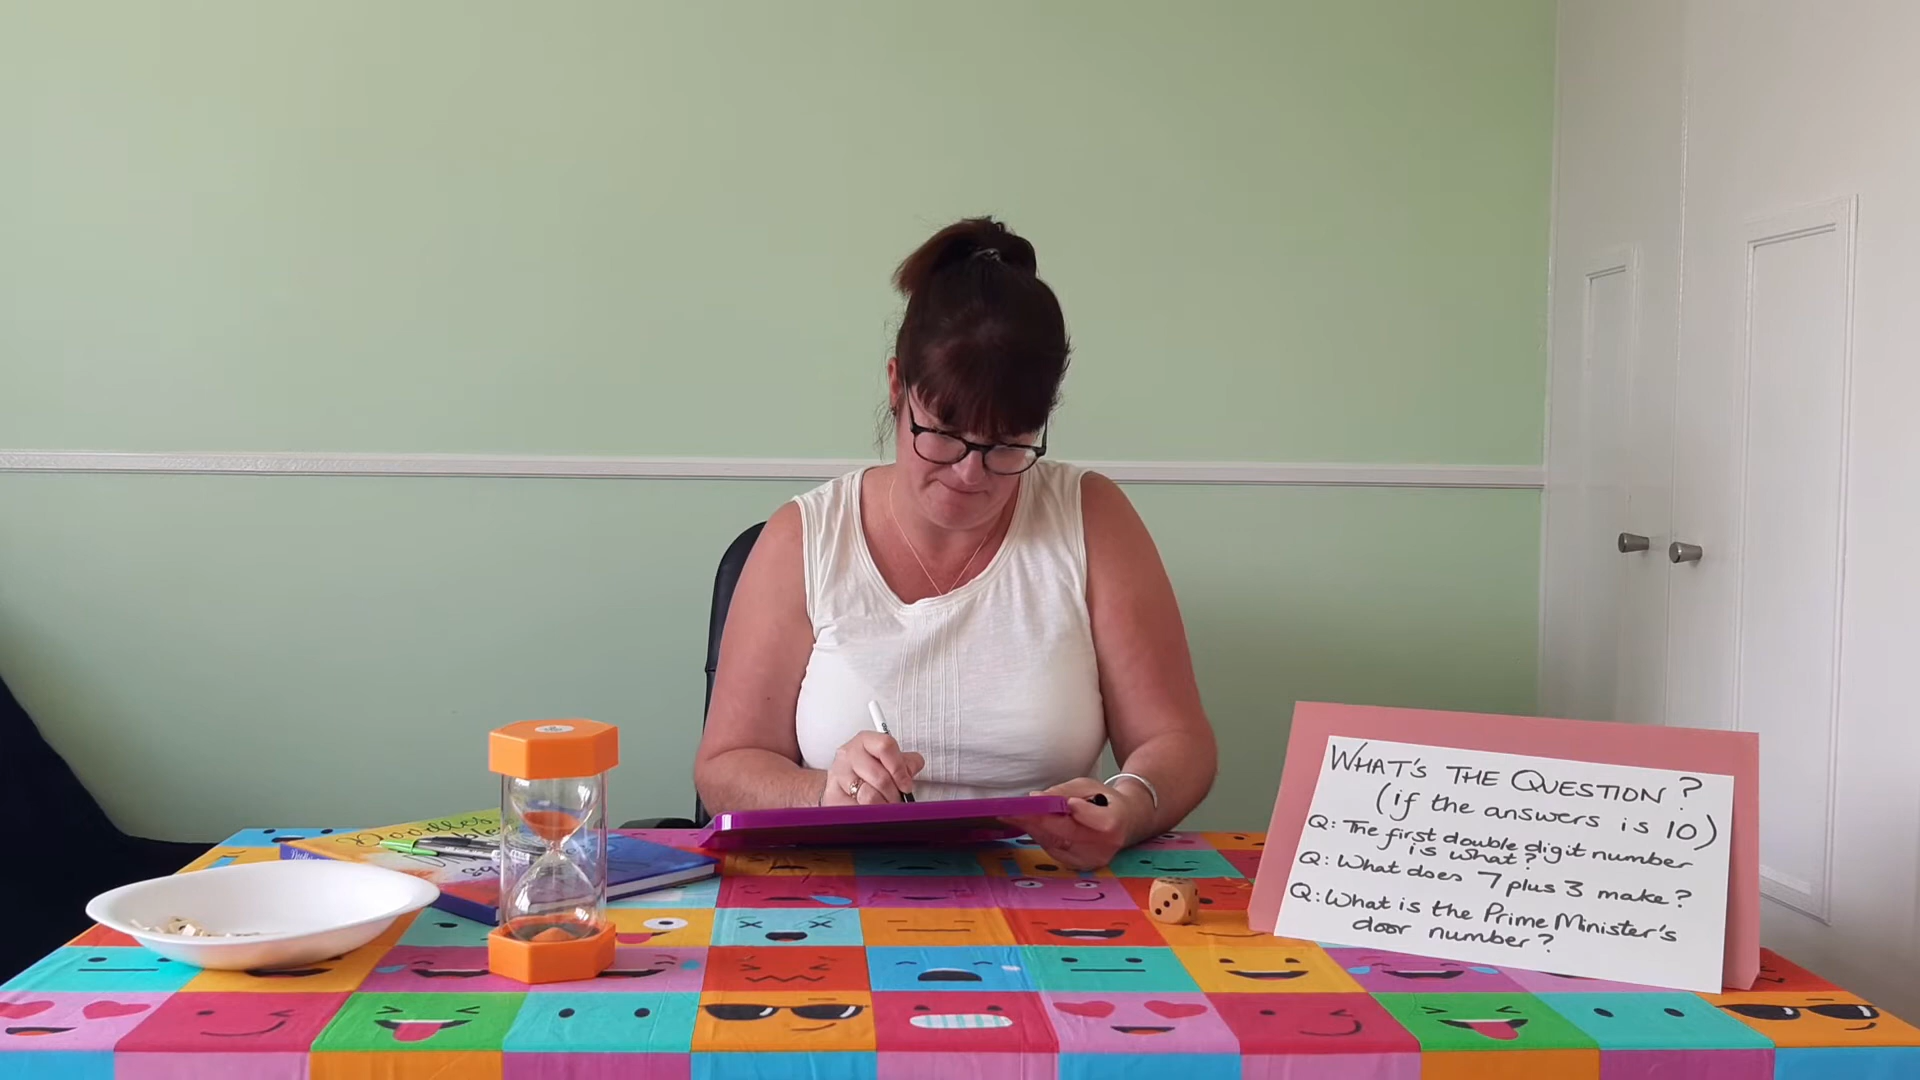 WHAT'S THE QUESTION?
(if the answers is 10)
Q: The first double digit number
is what?
Q: What does 7 plus 3 make?
Q: What is the Prime Minister's
door number?
Doodles